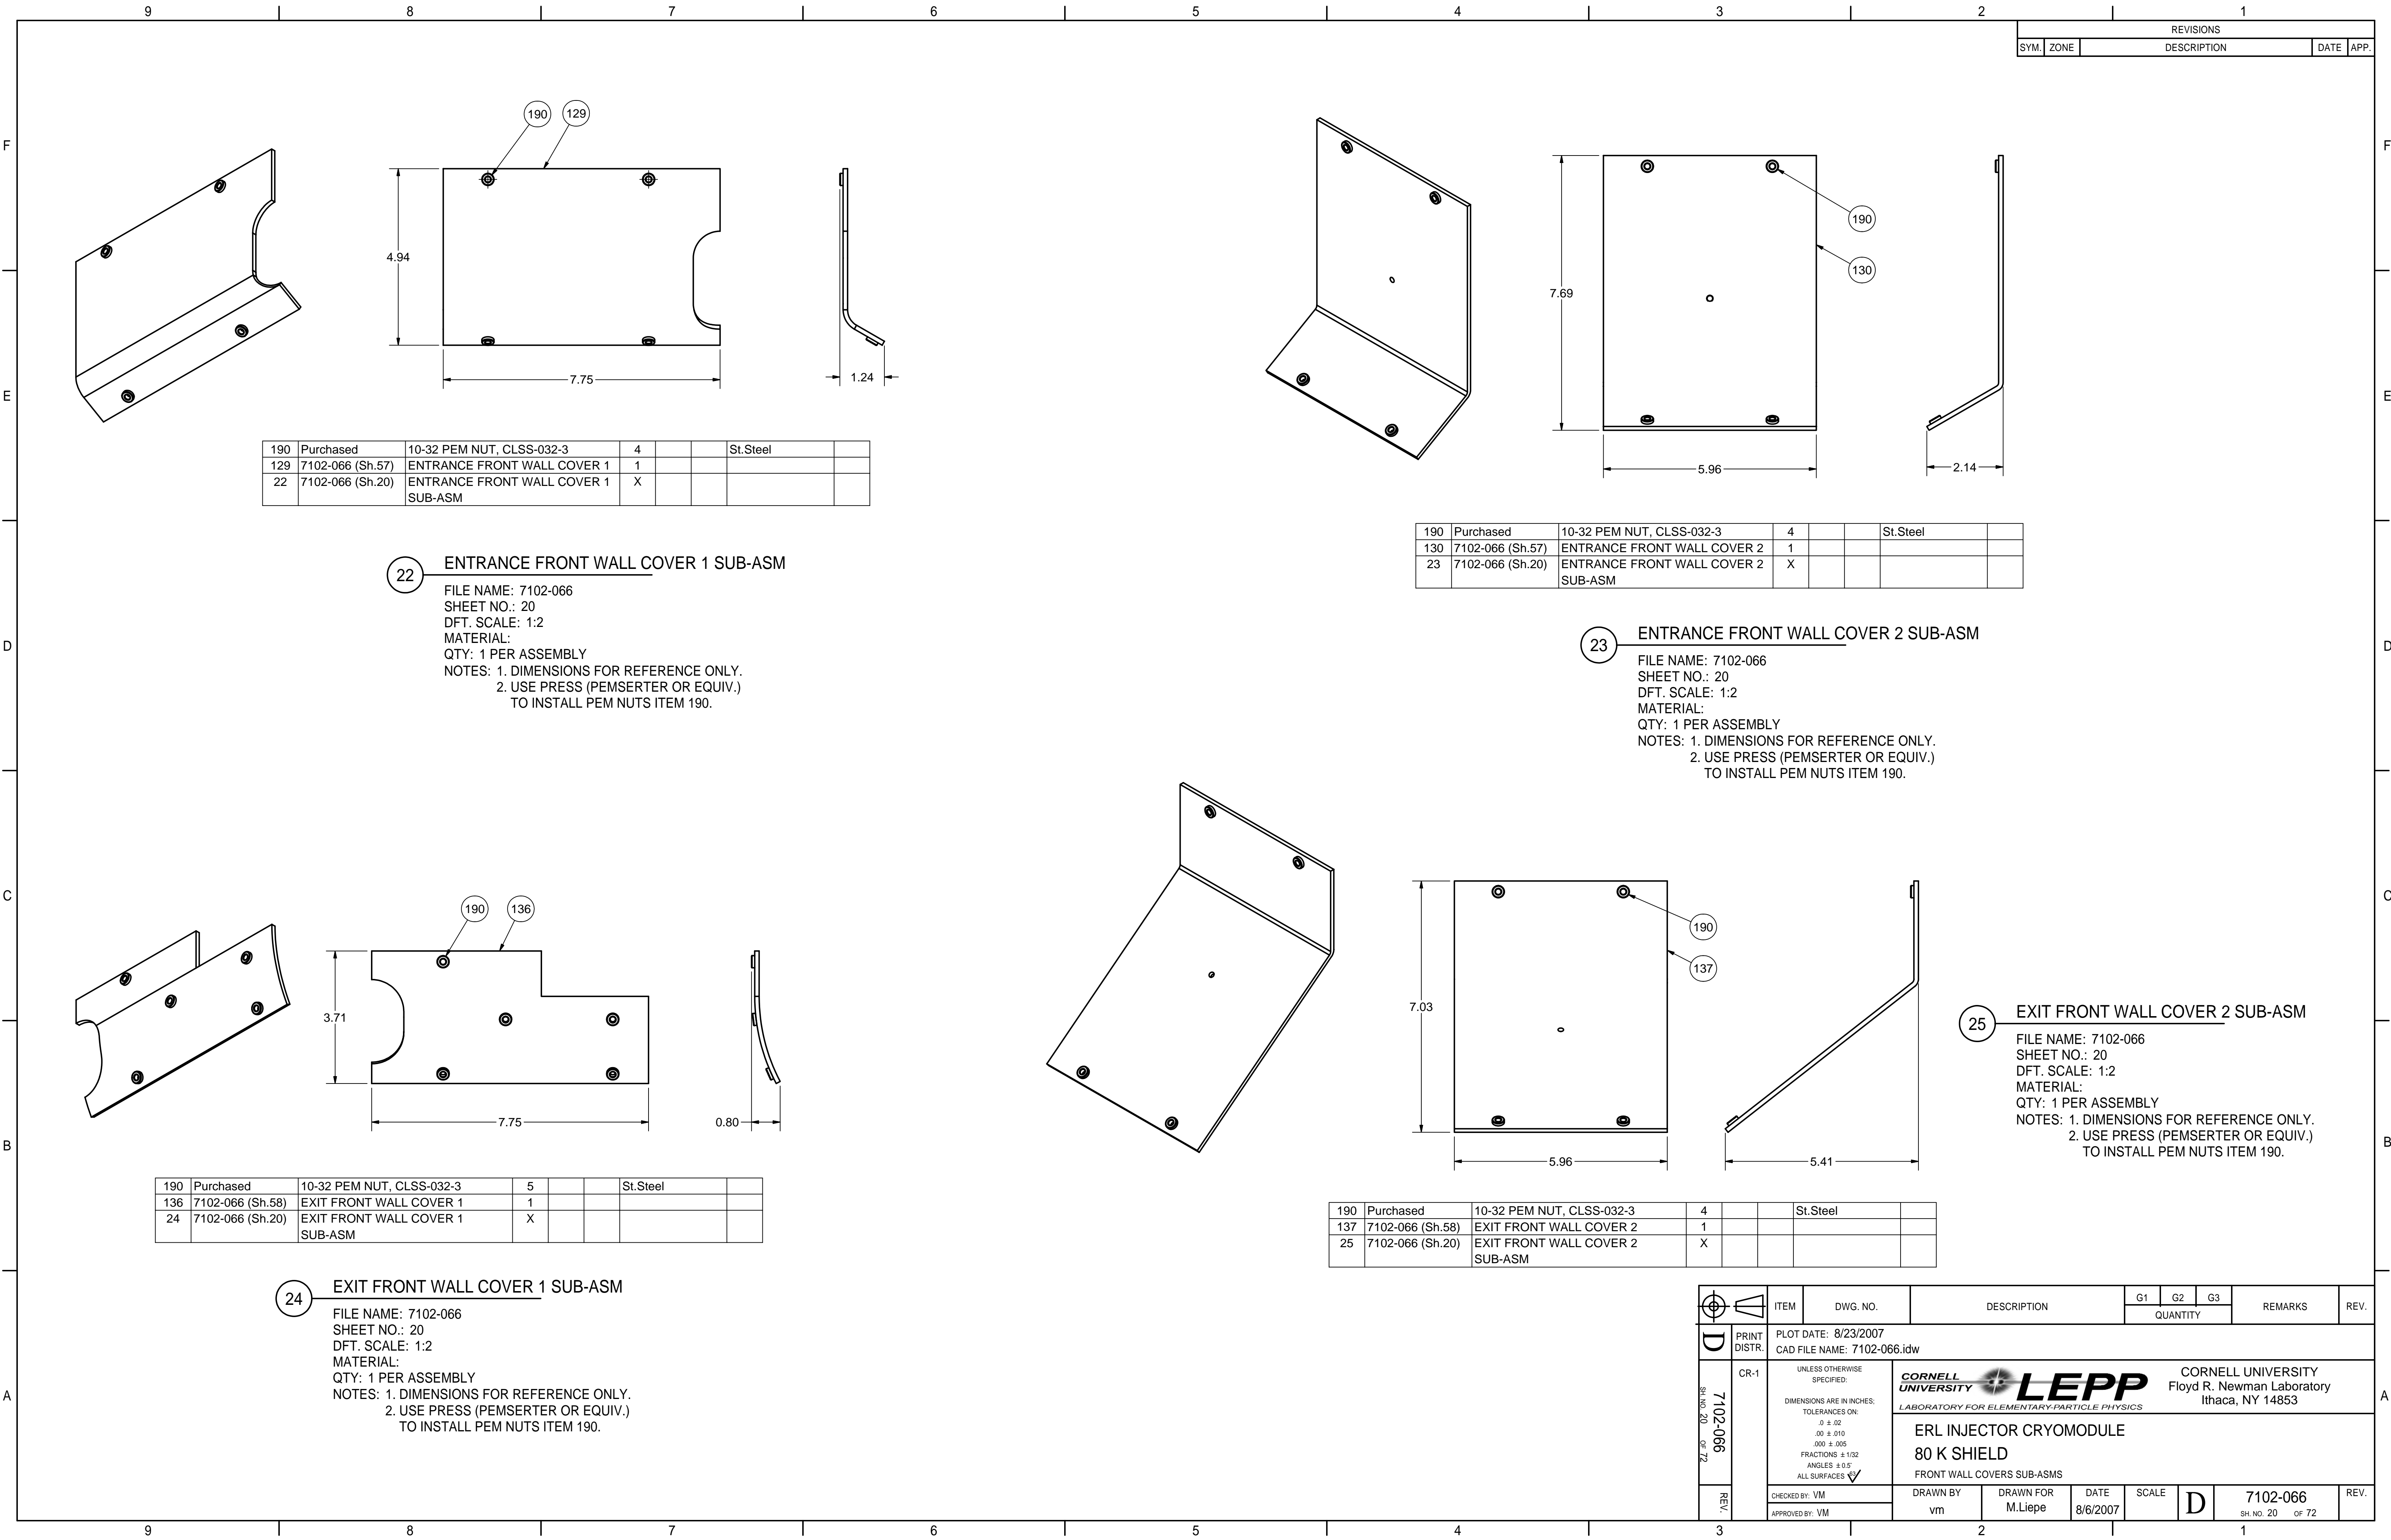 9 8 7 6 5 4 3 2 1
REVISIONS
SYM. ZONE DESCRIPTION DATE APP.
F
F
E
E
D
D
C
C
B
B
A
A
190 129
4.94
7.75
1.24
190 Purchased 10-32 PEM NUT, CLSS-032-3 4 St.Steel
129 7102-066 (Sh.57) ENTRANCE FRONT WALL COVER 1 1
22 7102-066 (Sh.20) ENTRANCE FRONT WALL COVER 1 X
SUB-ASM
22 ENTRANCE FRONT WALL COVER 1 SUB-ASM
FILE NAME: 7102-066
SHEET NO.: 20
DFT. SCALE: 1:2
MATERIAL:
QTY: 1 PER ASSEMBLY
NOTES: 1. DIMENSIONS FOR REFERENCE ONLY.
2. USE PRESS (PEMSERTER OR EQUIV.)
TO INSTALL PEM NUTS ITEM 190.
190
130
7.69
5.96
2.14
190 Purchased 10-32 PEM NUT, CLSS-032-3 4 St.Steel
130 7102-066 (Sh.57) ENTRANCE FRONT WALL COVER 2 1
23 7102-066 (Sh.20) ENTRANCE FRONT WALL COVER 2 X
SUB-ASM
23 ENTRANCE FRONT WALL COVER 2 SUB-ASM
FILE NAME: 7102-066
SHEET NO.: 20
DFT. SCALE: 1:2
MATERIAL:
QTY: 1 PER ASSEMBLY
NOTES: 1. DIMENSIONS FOR REFERENCE ONLY.
2. USE PRESS (PEMSERTER OR EQUIV.)
TO INSTALL PEM NUTS ITEM 190.
190 136
3.71
7.75
0.80
190 Purchased 10-32 PEM NUT, CLSS-032-3 5 St.Steel
136 7102-066 (Sh.58) EXIT FRONT WALL COVER 1 1
24 7102-066 (Sh.20) EXIT FRONT WALL COVER 1 X
SUB-ASM
24 EXIT FRONT WALL COVER 1 SUB-ASM
FILE NAME: 7102-066
SHEET NO.: 20
DFT. SCALE: 1:2
MATERIAL:
QTY: 1 PER ASSEMBLY
NOTES: 1. DIMENSIONS FOR REFERENCE ONLY.
2. USE PRESS (PEMSERTER OR EQUIV.)
TO INSTALL PEM NUTS ITEM 190.
190
137
7.03
5.96
5.41
25 EXIT FRONT WALL COVER 2 SUB-ASM
FILE NAME: 7102-066
SHEET NO.: 20
DFT. SCALE: 1:2
MATERIAL:
QTY: 1 PER ASSEMBLY
NOTES: 1. DIMENSIONS FOR REFERENCE ONLY.
2. USE PRESS (PEMSERTER OR EQUIV.)
TO INSTALL PEM NUTS ITEM 190.
190 Purchased 10-32 PEM NUT, CLSS-032-3 4 St.Steel
137 7102-066 (Sh.58) EXIT FRONT WALL COVER 2 1
25 7102-066 (Sh.20) EXIT FRONT WALL COVER 2 X
SUB-ASM
ITEM DWG. NO. DESCRIPTION G1 G2 G3 REMARKS REV.
QUANTITY
D PRINT DISTR.
PLOT DATE: 8/23/2007
CAD FILE NAME: 7102-066.idw
CR-1
7102-066
SH. NO. 20 OF 72
REV.
UNLESS OTHERWISE
SPECIFIED:
DIMENSIONS ARE IN INCHES;
TOLERANCES ON:
.0 ± .02
.00 ± .010
.000 ± .005
FRACTIONS ± 1/32
ANGLES ± 0.5°
ALL SURFACES 63
CORNELL
UNIVERSITY LEPP
LABORATORY FOR ELEMENTARY-PARTICLE PHYSICS
CORNELL UNIVERSITY
Floyd R. Newman Laboratory
Ithaca, NY 14853
ERL INJECTOR CRYOMODULE
80 K SHIELD
FRONT WALL COVERS SUB-ASMS
CHECKED BY: VM
APPROVED BY: VM
DRAWN BY vm
DRAWN FOR M.Liepe
DATE 8/6/2007
SCALE
D
7102-066
SH. NO. 20 OF 72
REV.
9 8 7 6 5 4 3 2 1